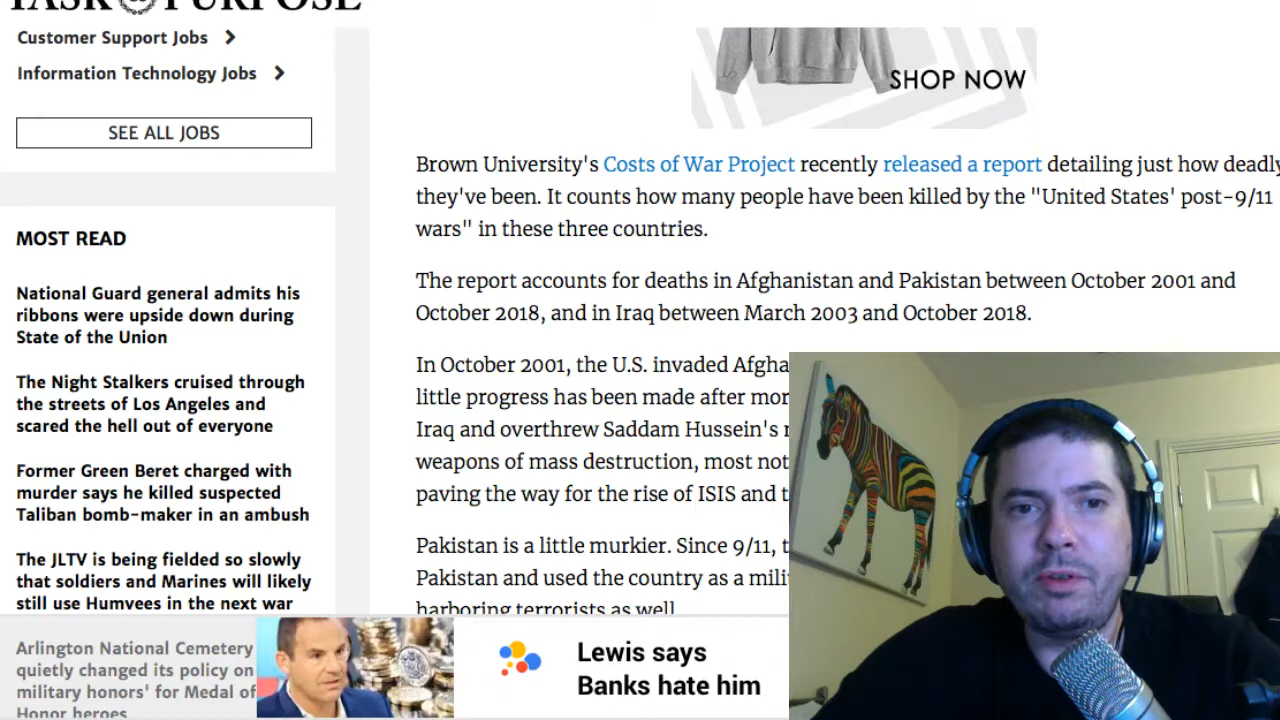 TASK PURPOSE
Customer Support Jobs
Information Technology Jobs
SEE ALL JOBS
MOST READ
National Guard general admits his
ribbons were upside down during
State of the Union
The Night Stalkers cruised through
the streets of Los Angeles and
scared the hell out of everyone
Former Green Beret charged with
murder says he killed suspected
Taliban bomb-maker in an ambush
The JLTV is being fielded so slowly
that soldiers and Marines will likely
still use Humvees in the next war
Arlington National Cemetery
quietly changed its policy on
military honors' for Medal of
Honor heroes
SHOP NOW
Brown University's Costs of War Project recently released a report detailing just how deadly
they've been. It counts how many people have been killed by the "United States' post-9/11
wars" in these three countries.
The report accounts for deaths in Afghanistan and Pakistan between October 2001 and
October 2018, and in Iraq between March 2003 and October 2018.
In October 2001, the U.S. invaded Afgha
little progress has been made after mor
Iraq and overthrew Saddam Hussein's r
weapons of mass destruction, most not
paving the way for the rise of ISIS and t
Pakistan is a little murkier. Since 9/11, t
Pakistan and used the country as a mili
harboring terrorists as well.
Lewis says
Banks hate him